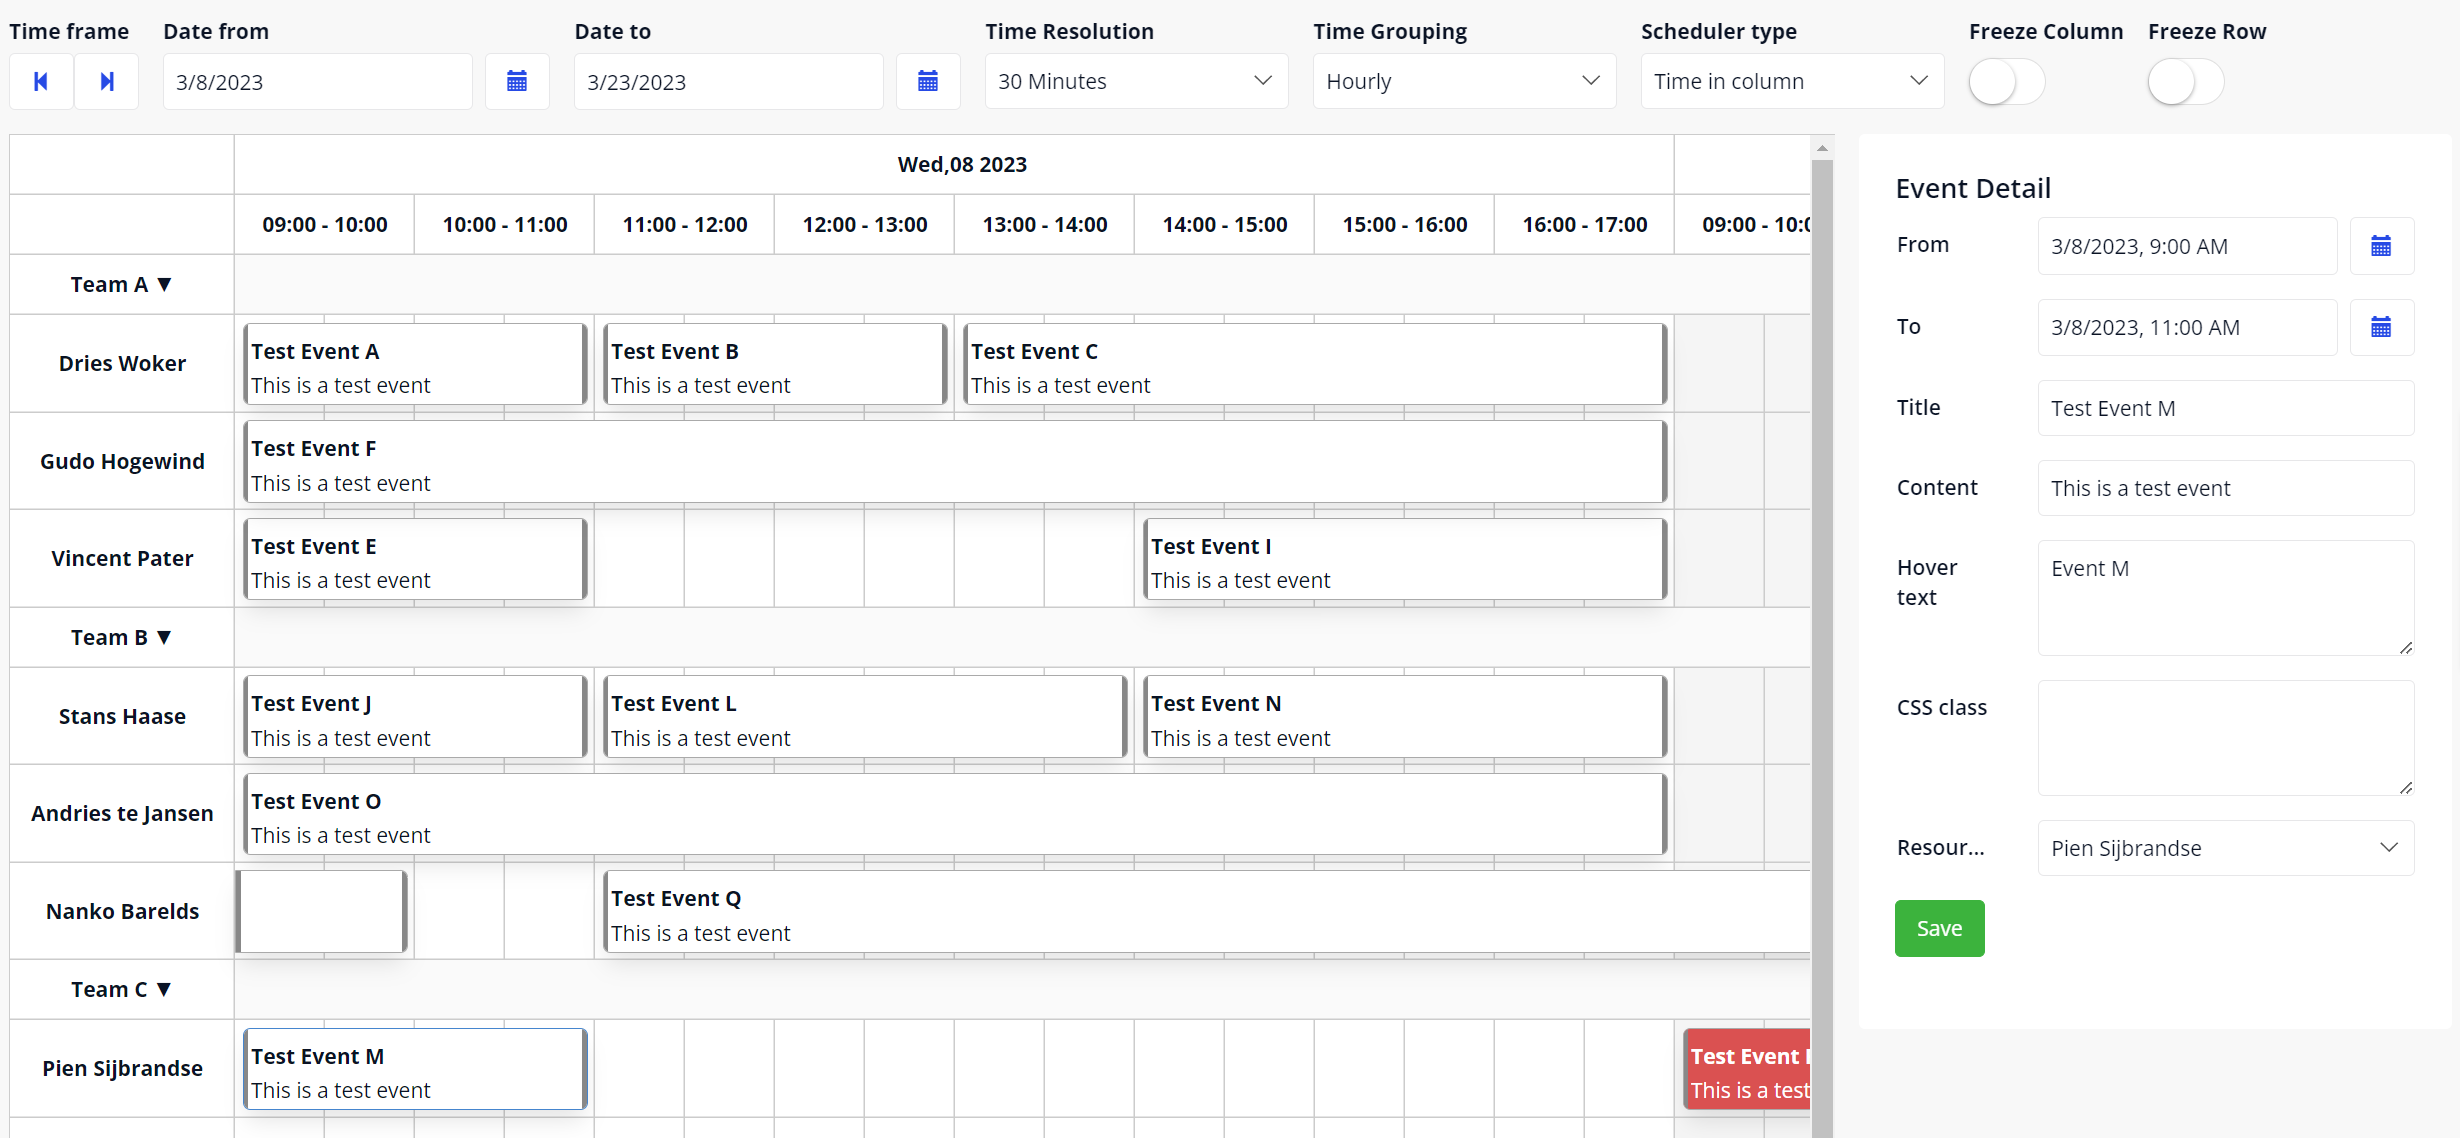 Time frame
Date from
Date to
Time Resolution
Time Grouping
Scheduler type
Freeze Column
Freeze Row
3/8/2023
3/23/2023
30 Minutes
Hourly
Time in column
Wed,08 2023
09:00 - 10:00
10:00 - 11:00
11:00 - 12:00
12:00 - 13:00
13:00 - 14:00
14:00 - 15:00
15:00 - 16:00
16:00 - 17:00
09:00 - 10:0
Team A ▼
Dries Woker
Test Event A
This is a test event
Test Event B
This is a test event
Test Event C
This is a test event
Gudo Hogewind
Test Event F
This is a test event
Vincent Pater
Test Event E
This is a test event
Test Event I
This is a test event
Team B ▼
Stans Haase
Test Event J
This is a test event
Test Event L
This is a test event
Test Event N
This is a test event
Andries te Jansen
Test Event O
This is a test event
Nanko Barelds
Test Event Q
This is a test event
Team C ▼
Pien Sijbrandse
Test Event M
This is a test event
Test Event
This is a test
Event Detail
From
3/8/2023, 9:00 AM
To
3/8/2023, 11:00 AM
Title
Test Event M
Content
This is a test event
Hover
text
Event M
CSS class
Resour...
Pien Sijbrandse
Save